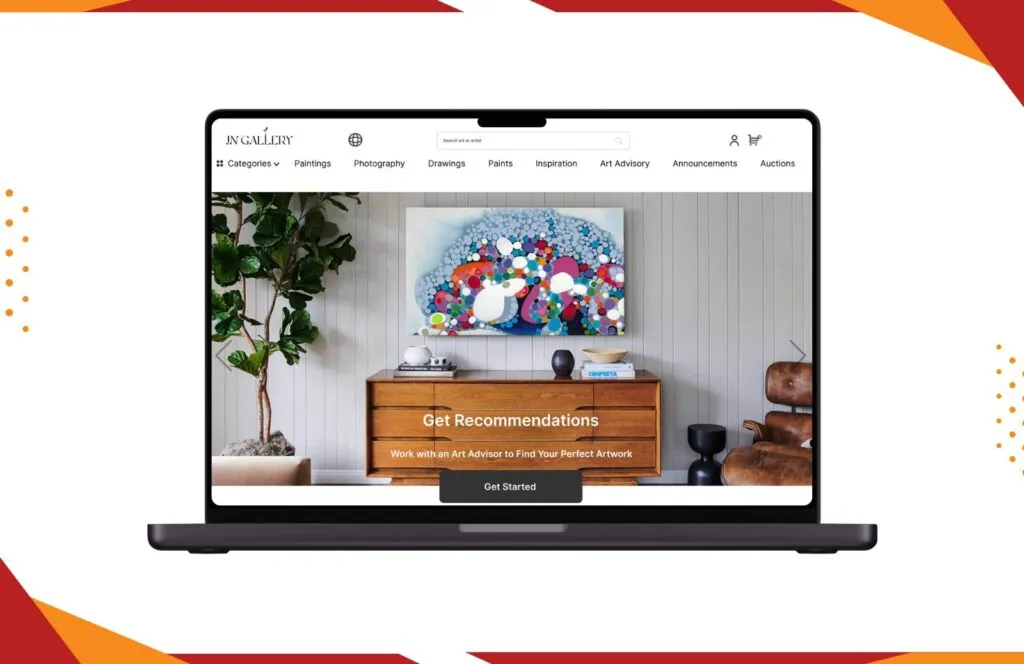 JN GALLERY
Search art or artist
Categories Paintings Photography Drawings Paints Inspiration Art Advisory Announcements Auctions
COMPORTA
Get Recommendations
Work with an Art Advisor to Find Your Perfect Artwork
Get Started